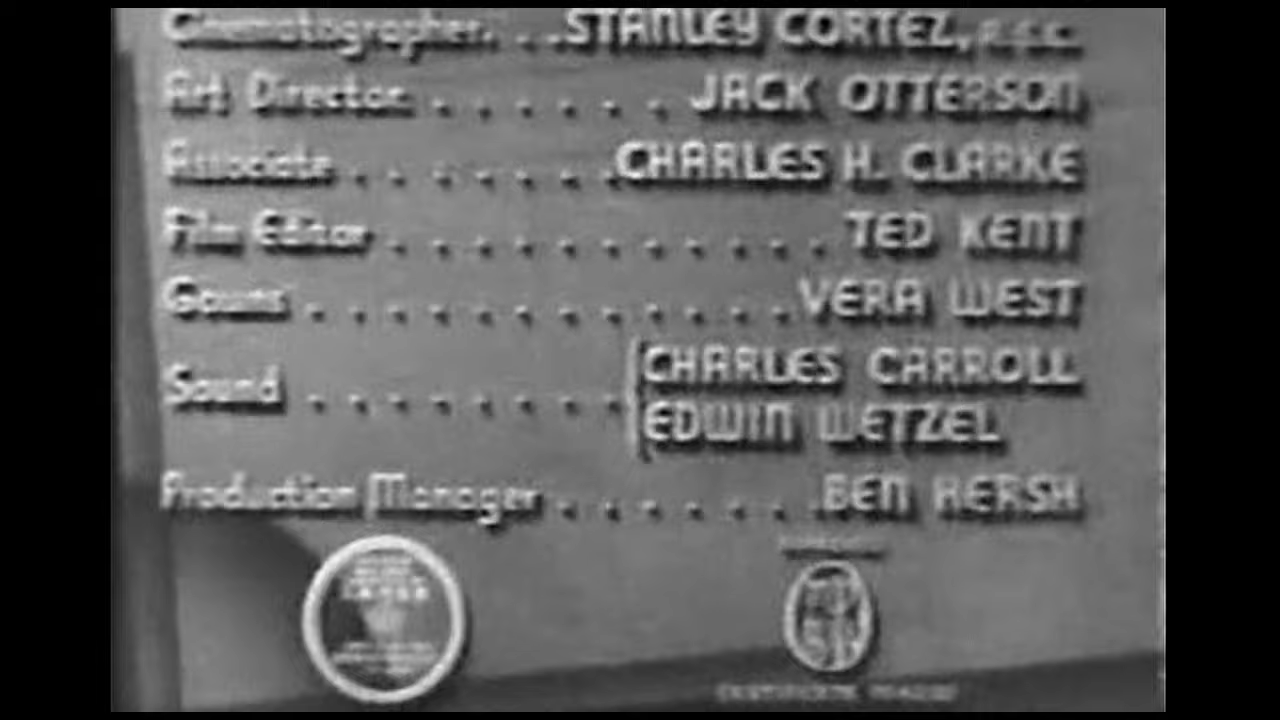 Cinematographer. . . .STANLEY CORTEZ, A.S.C.
Art Director. . . . . . . JACK OTTERSON
Associate . . . . . . . .CHARLES H. CLARKE
Film Editor . . . . . . . . . . . TED KENT
Gowns . . . . . . . . . . . .VERA WEST
Sound . . . . . . . . CHARLES CARROLL
EDWIN WETZEL
Production Manager . . . . . . .BEN HERSH